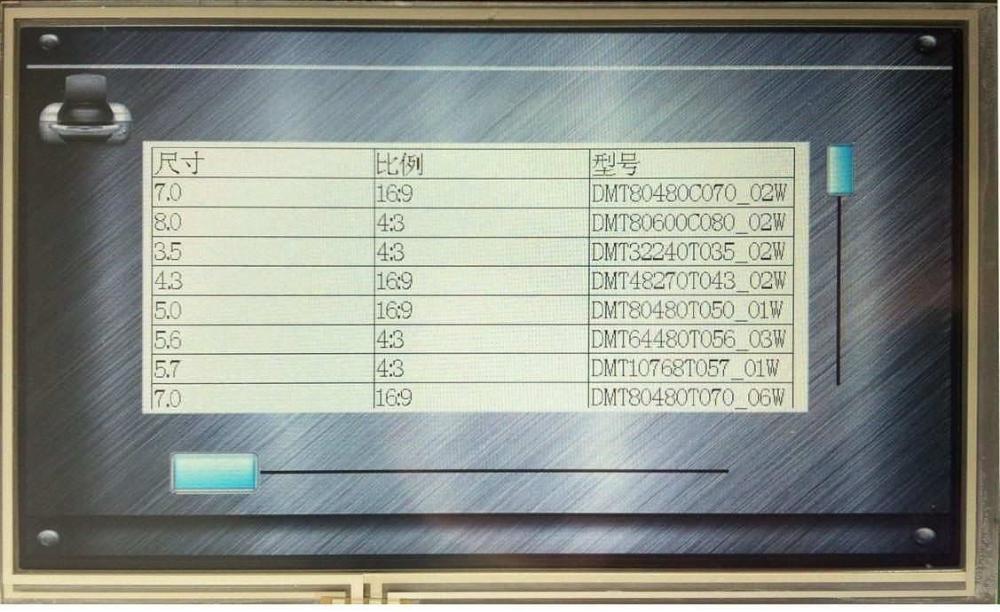 尺寸 比例 型号
7.0 16:9 DMT80480C070_02W
8.0 4:3 DMT80600C080_02W
3.5 4:3 DMT32240T035_02W
4.3 16:9 DMT48270T043_02W
5.0 16:9 DMT80480T050_01W
5.6 4:3 DMT64480T056_03W
5.7 4:3 DMT10768T057_01W
7.0 16:9 DMT80480T070_06W